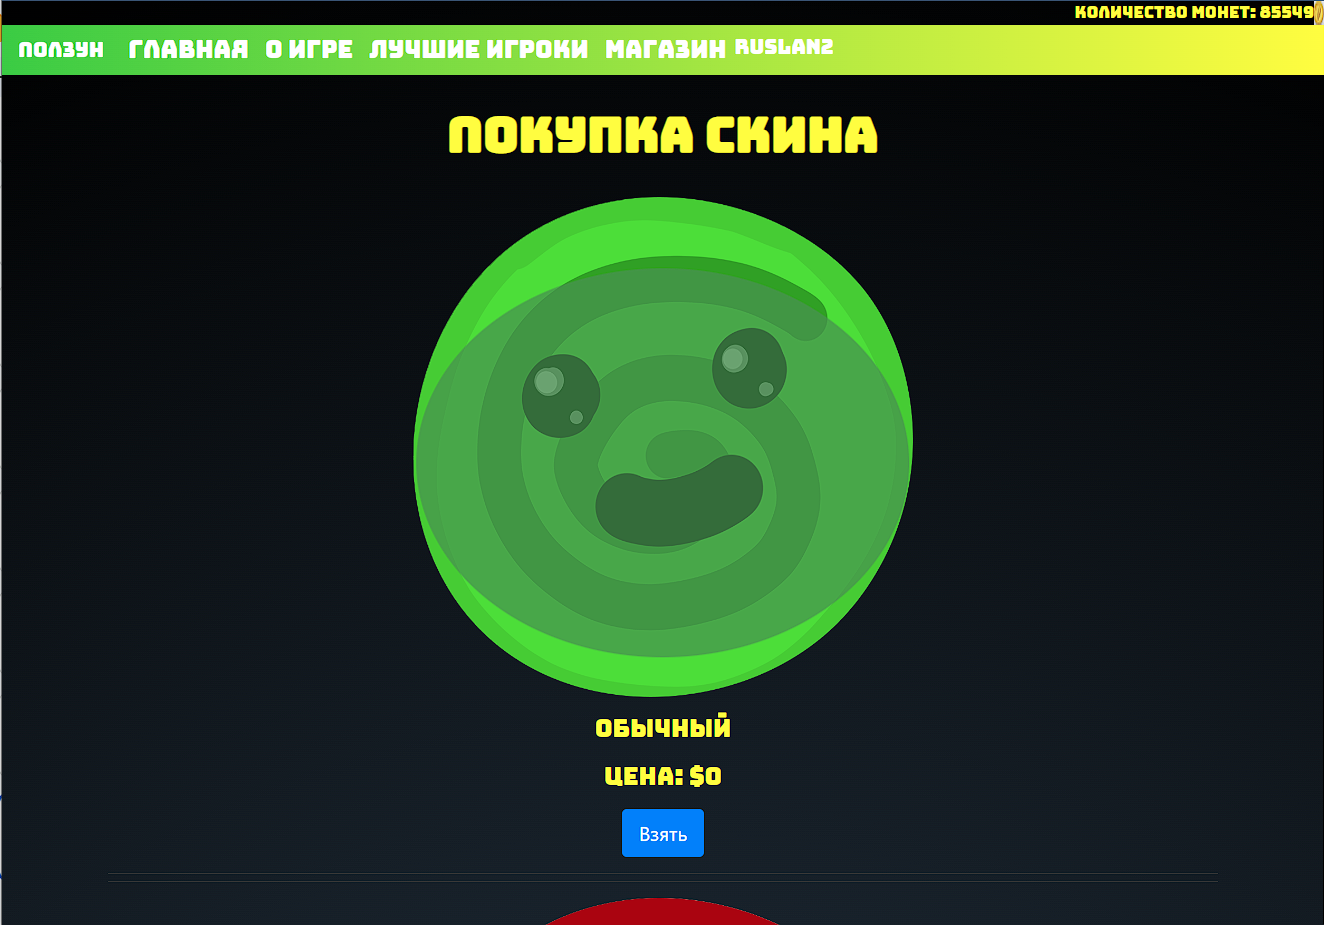 КОЛИЧЕСТВО МОНЕТ: 85549
ПОЛЗУН ГЛАВНАЯ О ИГРЕ ЛУЧШИЕ ИГРОКИ МАГАЗИН RUSLAN2
ПОКУПКА СКИНА
ОБЫЧНЫЙ
ЦЕНА: $0
Взять